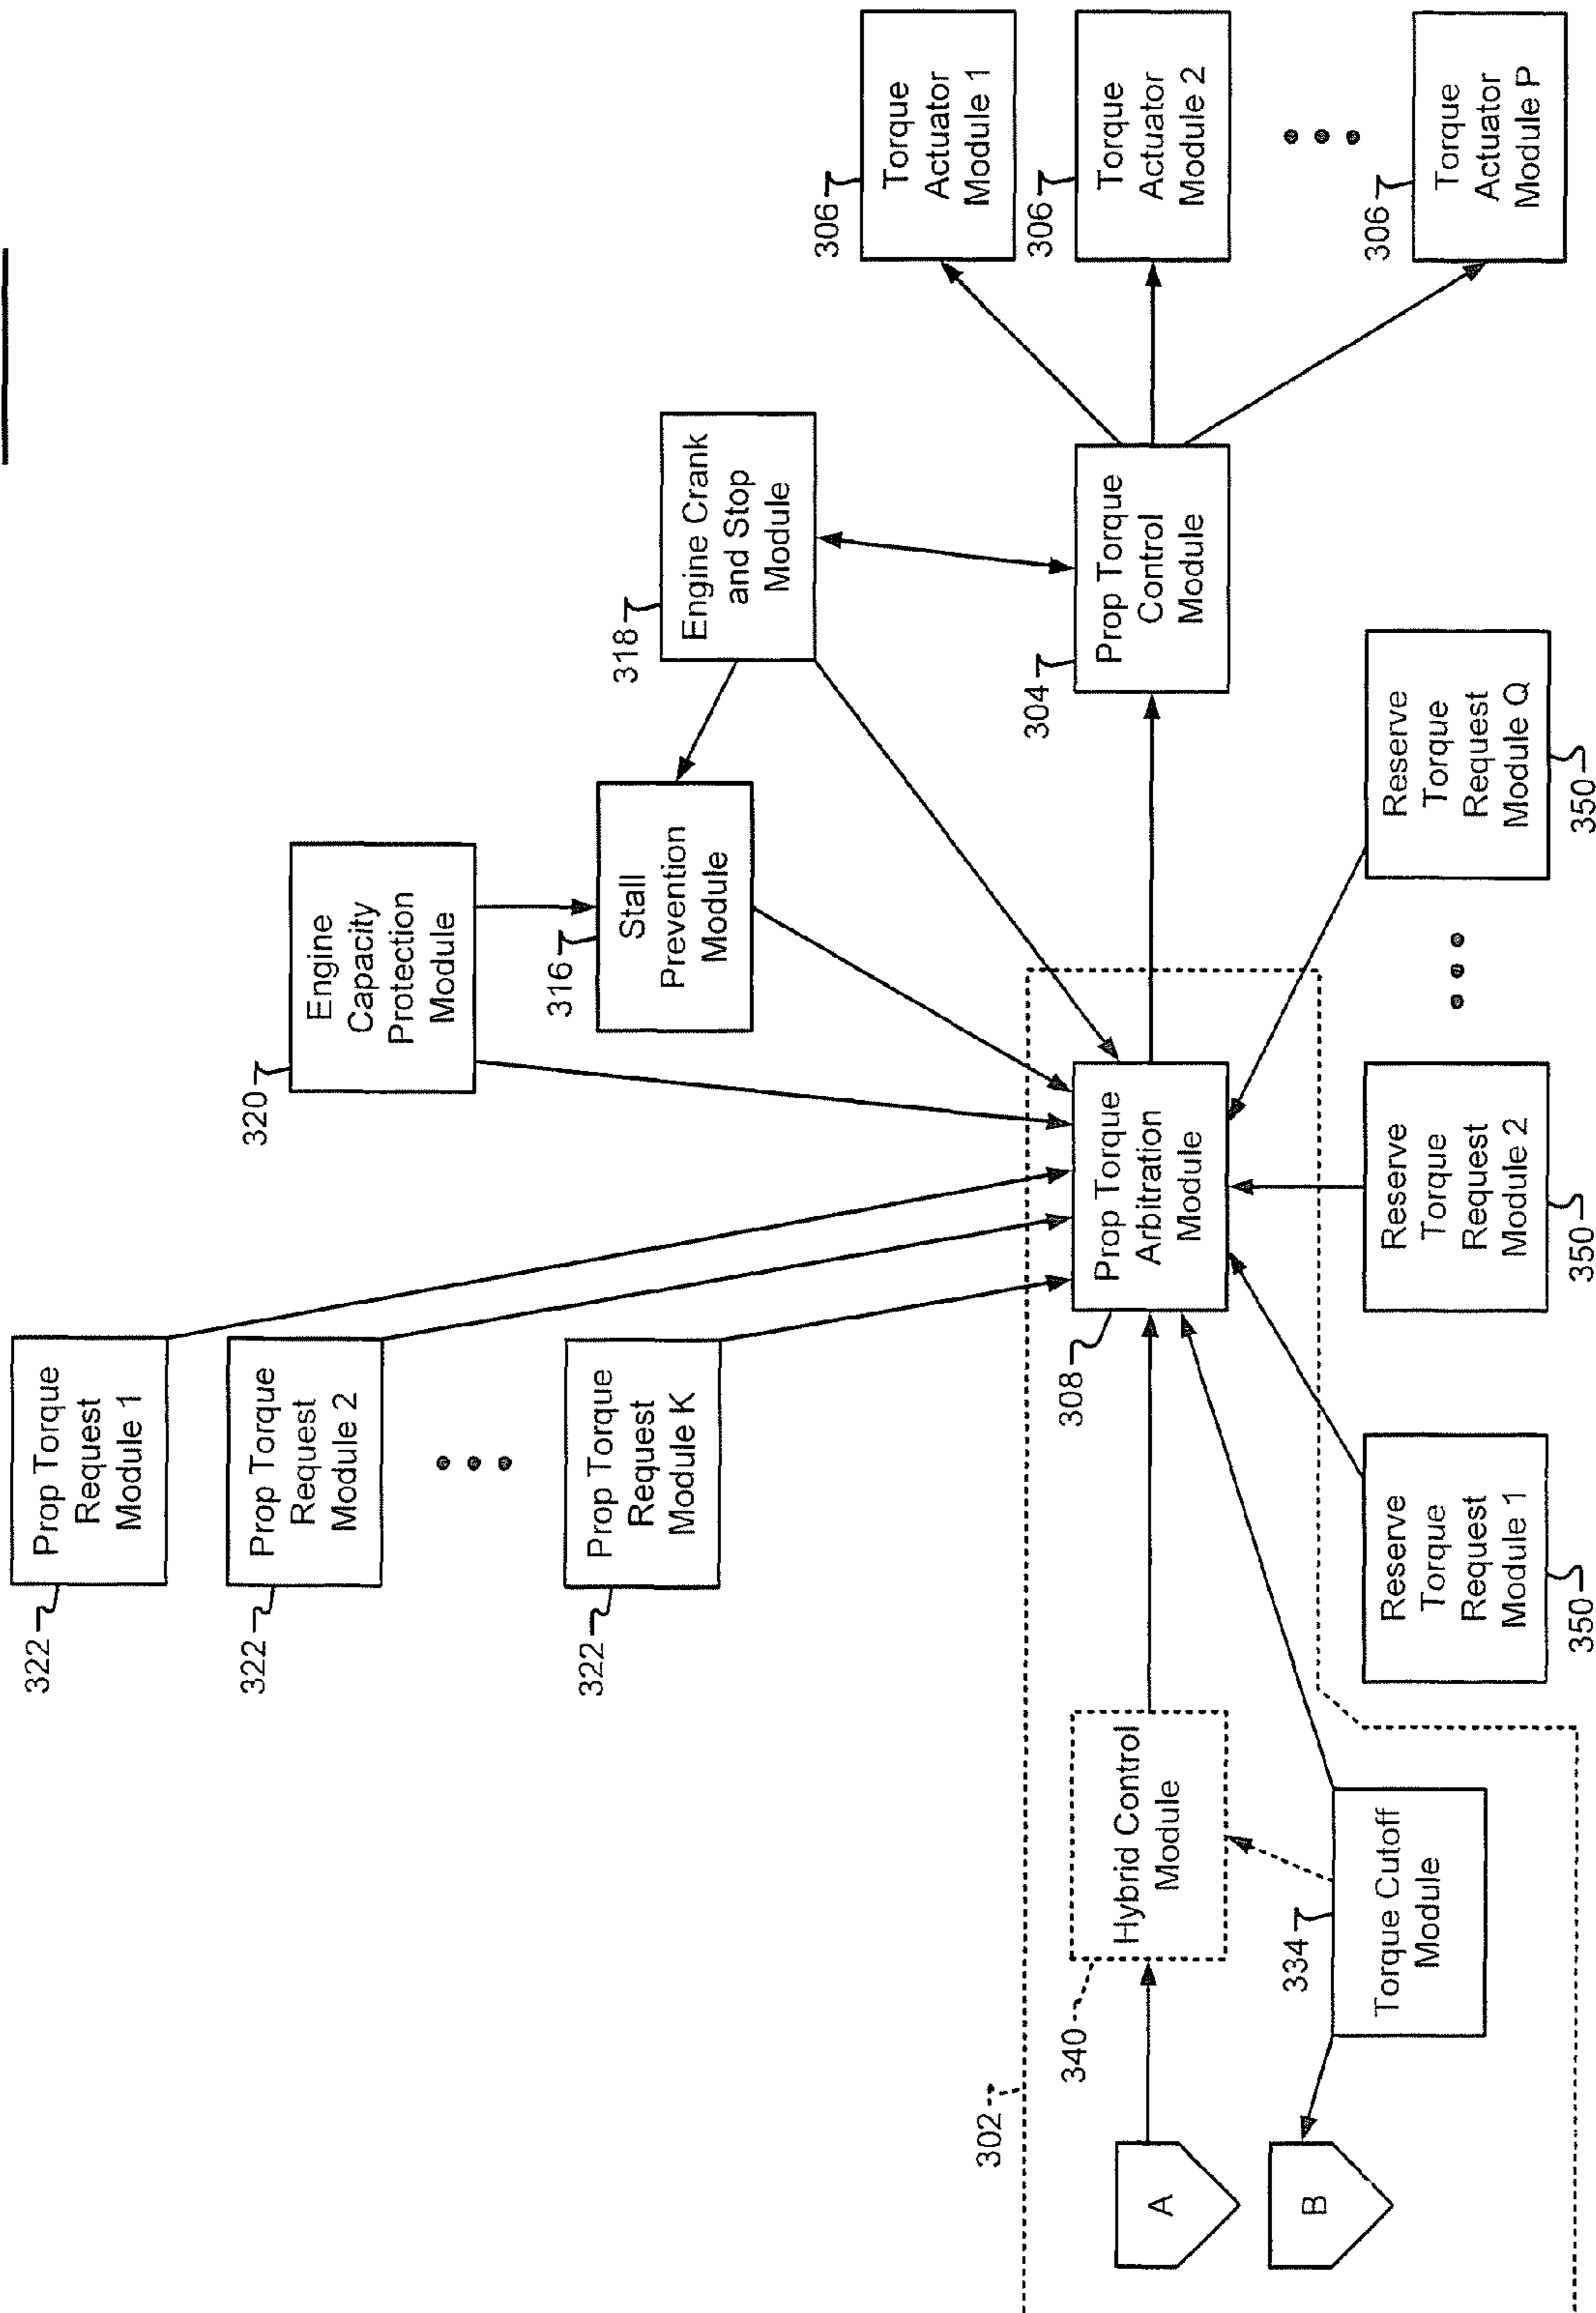 322
Prop Torque
Request
Module 1
322
Prop Torque
Request
Module 2
322
Prop Torque
Request
Module K
320
Engine
Capacity
Protection
Module
316
Stall
Prevention
Module
318
Engine Crank
and Stop
Module
306
Torque
Actuator
Module 1
306
Torque
Actuator
Module 2
306
Torque
Actuator
Module P
302
A
B
340
Hybrid Control
Module
334
Torque Cutoff
Module
308
Prop Torque
Arbitration
Module
304
Prop Torque
Control
Module
Reserve
Torque
Request
Module 1
350
Reserve
Torque
Request
Module 2
350
Reserve
Torque
Request
Module Q
350